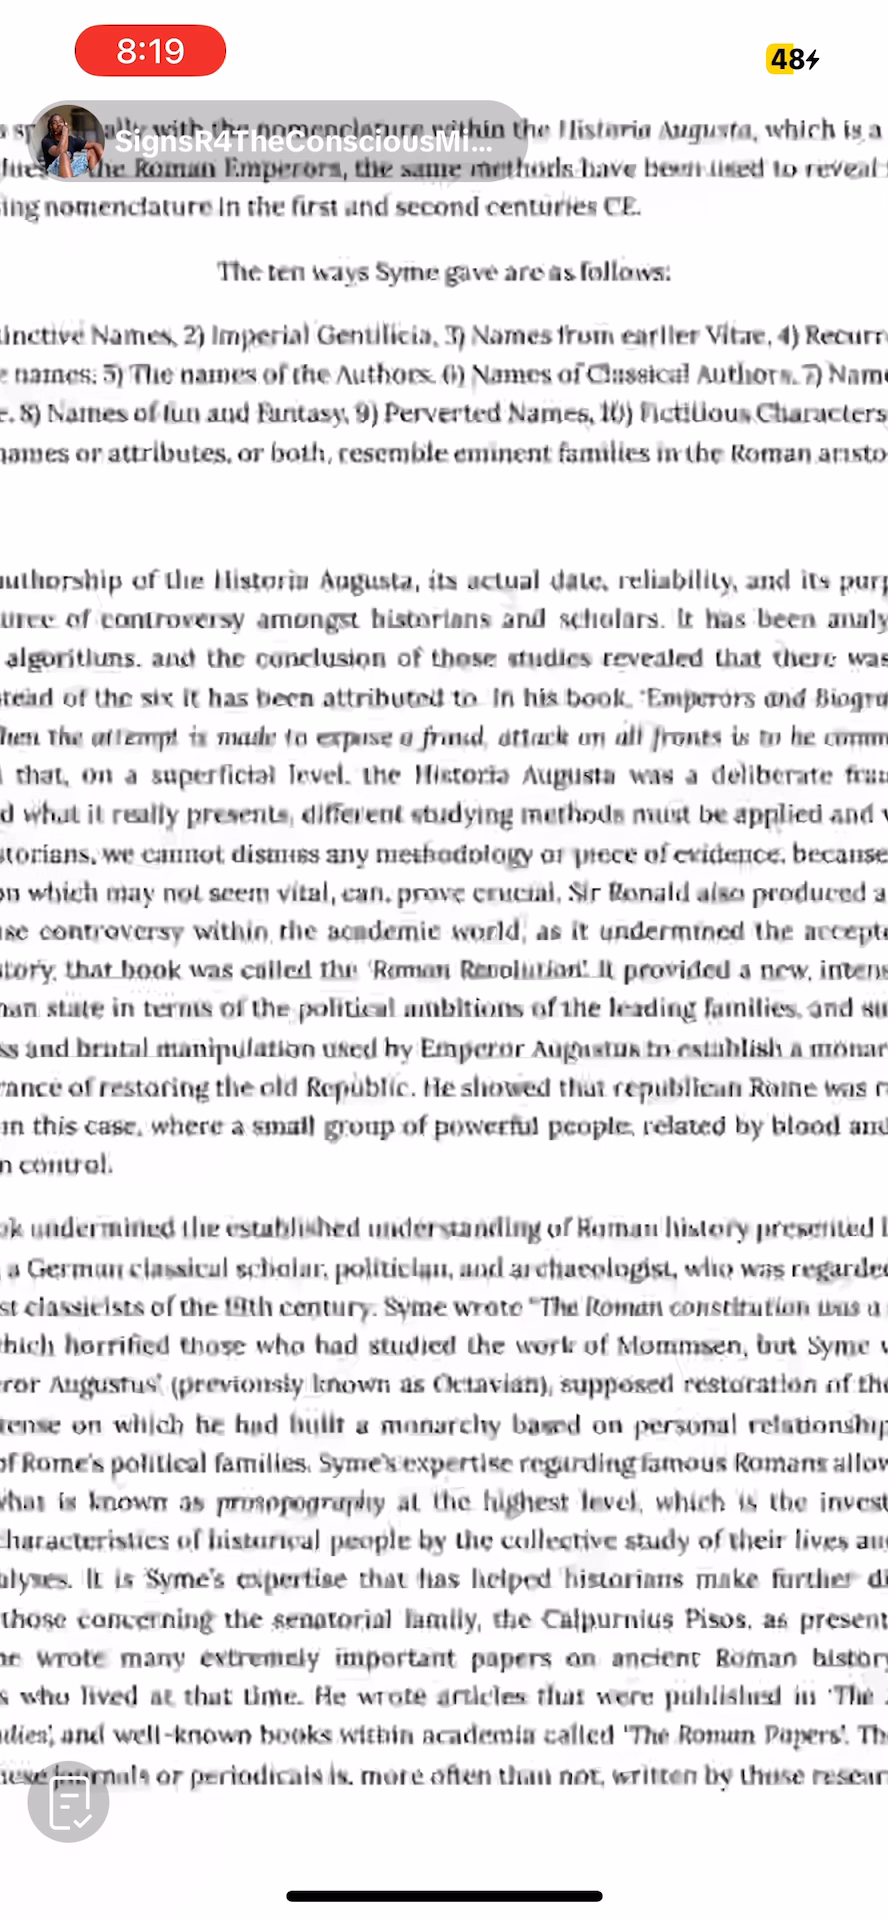 8:19
48
SignsR4TheConsciousMi...
ally with the nomenclature within the Historia Augusta, which is a
the Roman Emperors, the same methods have been used to reveal
ing nomenclature in the first and second centuries CE.
The ten ways Syme gave are as follows:
inctive Names, 2) Imperial Gentilicia, 3) Names from earlier Vitae, 4) Recurr
names; 5) The names of the Authors. 6) Names of Classical Authors. 7) Name
e. 8) Names of fun and Fantasy, 9) Perverted Names, 10) Fictitious Characters
names or attributes, or both, resemble eminent families in the Roman aristo
authorship of the Historia Augusta, its actual date, reliability, and its purp
urce of controversy amongst historians and scholars. It has been analy
algorithms. and the conclusion of those studies revealed that there was
stead of the six it has been attributed to. In his book, 'Emperors and Biogra
hen the attempt is made to expose a fraud, attack on all fronts is to be comm
that, on a superficial level. the Historia Augusta was a deliberate frau
d what it really presents, different studying methods must be applied and
storians, we cannot dismiss any methodology or piece of evidence, because
on which may not seem vital, can, prove crucial. Sir Ronald also produced a
se controversy within the academic world, as it undermined the accepte
story, that book was called the 'Roman Revolution'. It provided a new, intens
man state in terms of the political ambitions of the leading families, and su
ss and brutal manipulation used by Emperor Augustus to establish a monar
rance of restoring the old Republic. He showed that republican Rome was r
in this case, where a small group of powerful people, related by blood and
n control.
ok undermined the established understanding of Roman history presented
a German classical scholar, politician, and archaeologist, who was regarded
st classicists of the 19th century. Syme wrote "The Roman constitution was a
hich horrified those who had studied the work of Mommsen, but Syme
ror Augustus' (previously known as Octavian), supposed restoration of the
tense on which he had built a monarchy based on personal relationship
of Rome's political families. Syme's expertise regarding famous Romans allow
what is known as prosopography at the highest level, which is the invest
characteristics of historical people by the collective study of their lives an
alyses. It is Syme's expertise that has helped historians make further di
those concerning the senatorial family, the Calpurnius Pisos, as present
he wrote many extremely important papers on ancient Roman history
s who lived at that time. He wrote articles that were published in 'The
udies', and well-known books within academia called 'The Roman Papers'. Th
hese journals or periodicals is, more often than not, written by those resear